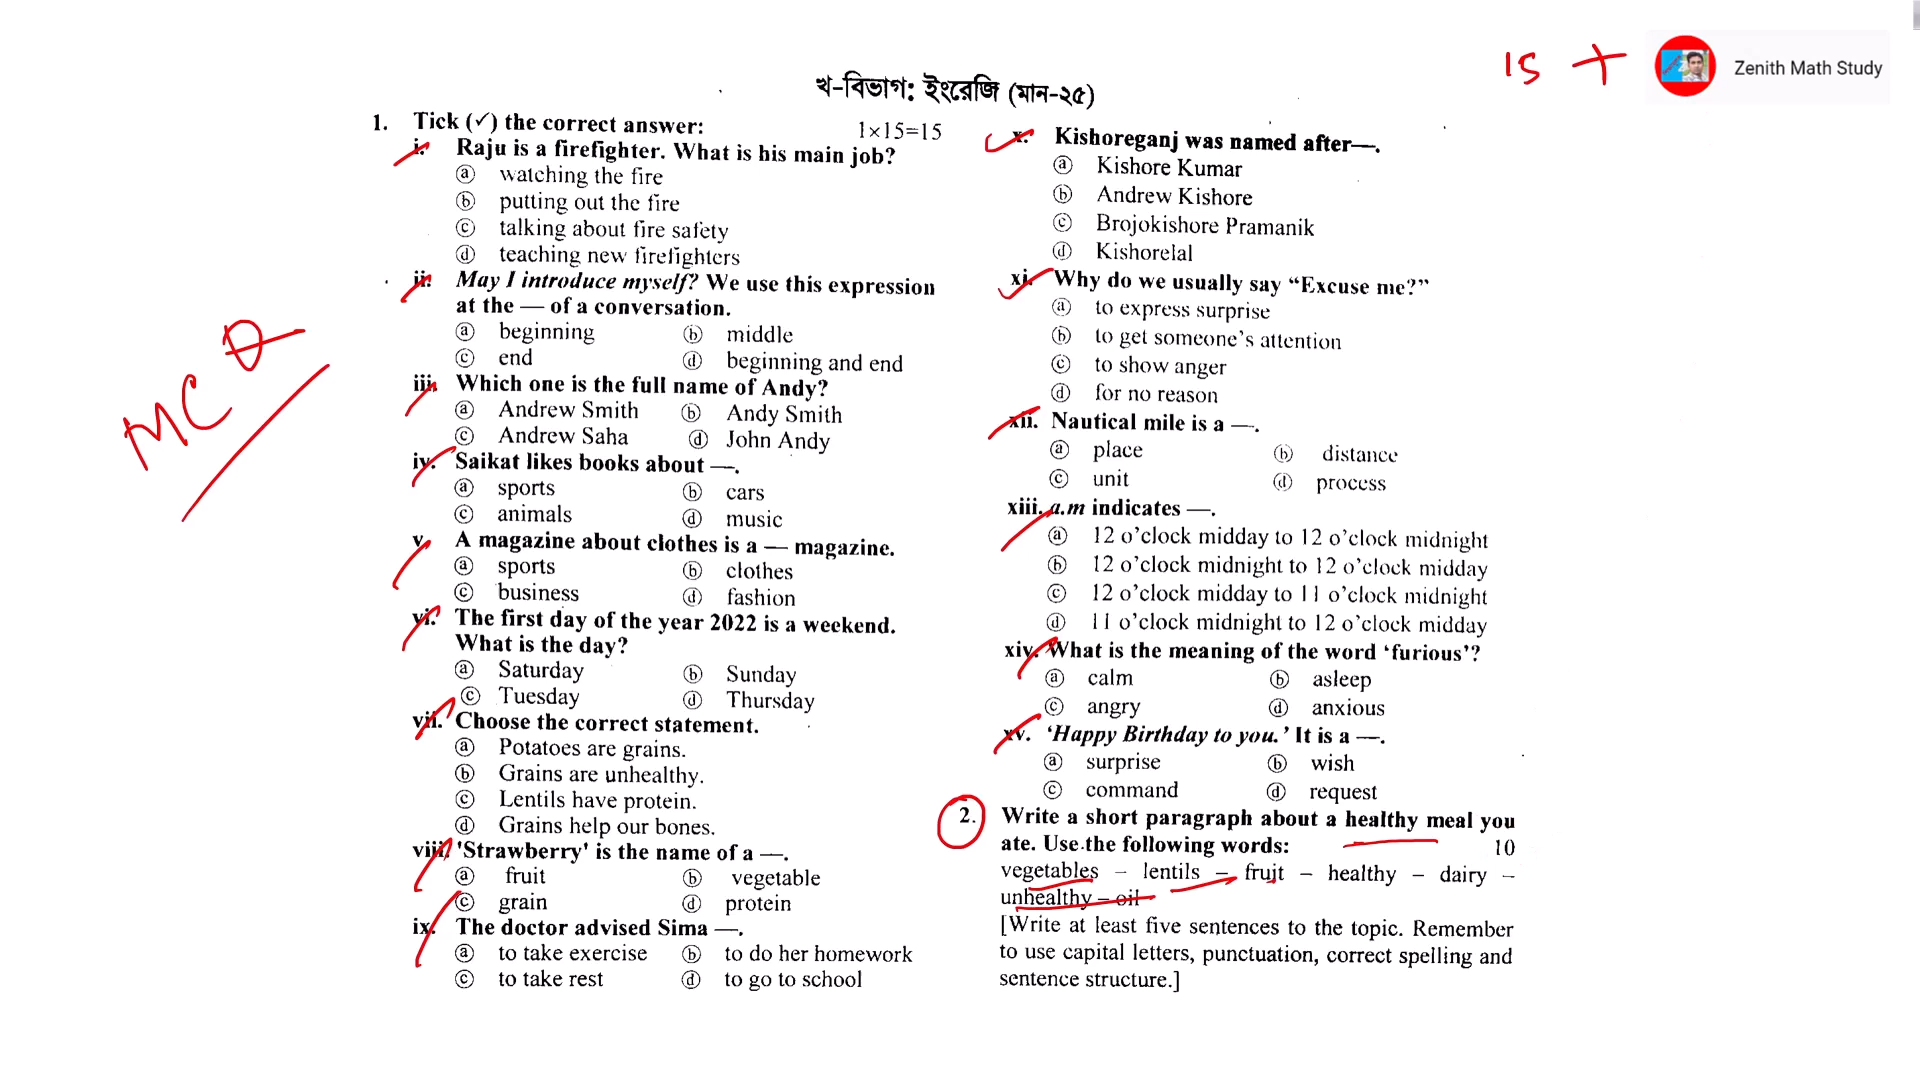 15 +
Zenith Math Study
MCQ
খ-বিভাগ: ইংরেজি (মান-২৫)
1. Tick (✓) the correct answer: 1×15=15
i. Raju is a firefighter. What is his main job?
ⓐ watching the fire
ⓑ putting out the fire
ⓒ talking about fire safety
ⓓ teaching new firefighters
ii. May I introduce myself? We use this expression
at the — of a conversation.
ⓐ beginning ⓑ middle
ⓒ end ⓓ beginning and end
iii. Which one is the full name of Andy?
ⓐ Andrew Smith ⓑ Andy Smith
ⓒ Andrew Saha ⓓ John Andy
iv. Saikat likes books about —.
ⓐ sports ⓑ cars
ⓒ animals ⓓ music
v. A magazine about clothes is a — magazine.
ⓐ sports ⓑ clothes
ⓒ business ⓓ fashion
vi. The first day of the year 2022 is a weekend.
What is the day?
ⓐ Saturday ⓑ Sunday
ⓒ Tuesday ⓓ Thursday
vii. Choose the correct statement.
ⓐ Potatoes are grains.
ⓑ Grains are unhealthy.
ⓒ Lentils have protein.
ⓓ Grains help our bones.
viii. 'Strawberry' is the name of a —.
ⓐ fruit ⓑ vegetable
ⓒ grain ⓓ protein
ix. The doctor advised Sima —.
ⓐ to take exercise ⓑ to do her homework
ⓒ to take rest ⓓ to go to school
x. Kishoreganj was named after—.
ⓐ Kishore Kumar
ⓑ Andrew Kishore
ⓒ Brojokishore Pramanik
ⓓ Kishorelal
xi. Why do we usually say “Excuse me?”
ⓐ to express surprise
ⓑ to get someone’s attention
ⓒ to show anger
ⓓ for no reason
xii. Nautical mile is a —.
ⓐ place ⓑ distance
ⓒ unit ⓓ process
xiii. a.m indicates —.
ⓐ 12 o’clock midday to 12 o’clock midnight
ⓑ 12 o’clock midnight to 12 o’clock midday
ⓒ 12 o’clock midday to 11 o’clock midnight
ⓓ 11 o’clock midnight to 12 o’clock midday
xiv. What is the meaning of the word ‘furious’?
ⓐ calm ⓑ asleep
ⓒ angry ⓓ anxious
xv. ‘Happy Birthday to you.’ It is a —.
ⓐ surprise ⓑ wish
ⓒ command ⓓ request
2. Write a short paragraph about a healthy meal you
ate. Use the following words: 10
vegetables – lentils – fruit – healthy – dairy –
unhealthy – oil
[Write at least five sentences to the topic. Remember
to use capital letters, punctuation, correct spelling and
sentence structure.]